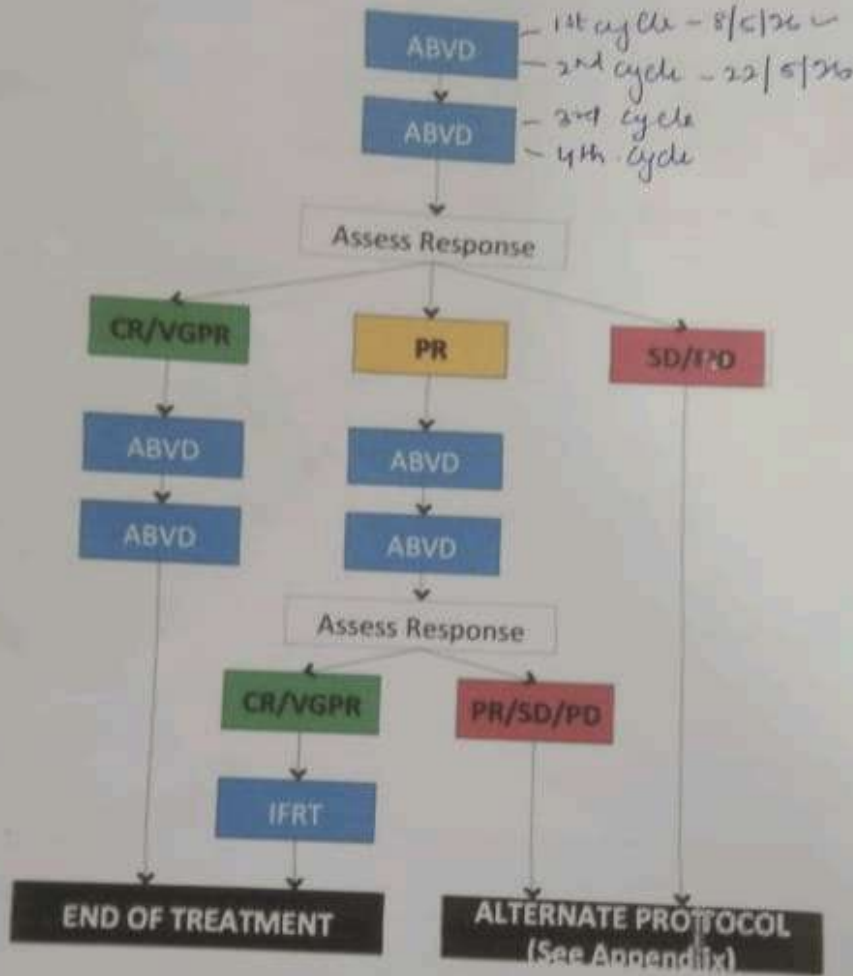 ABVD
1st cycle - 8/5/26
2nd cycle - 22/5/26
ABVD
3rd cycle
4th cycle
Assess Response
CR/VGPR
PR
SD/PD
ABVD
ABVD
ABVD
ABVD
Assess Response
CR/VGPR
PR/SD/PD
IFRT
END OF TREATMENT
ALTERNATE PROTTOCOL
(See Appendix)